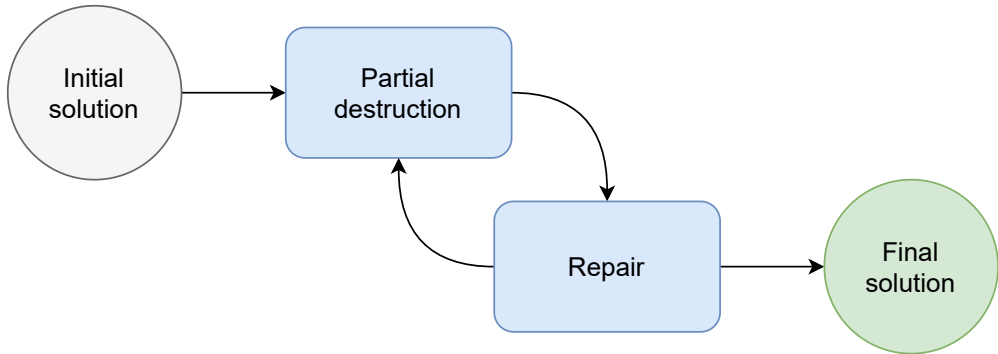 Initial
solution
Partial
destruction
Repair
Final
solution